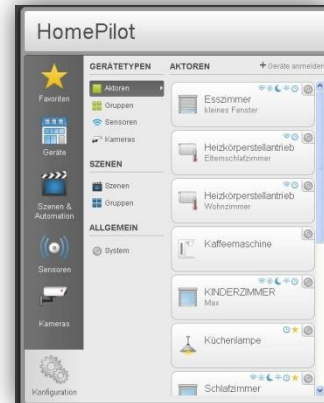 HomePilot
Favoriten
Geräte
Szenen &
Automation
Sensoren
Kameras
Konfiguration
GERÄTETYPEN
Aktoren
Gruppen
Sensoren
Kameras
SZENEN
Szenen
Gruppen
ALLGEMEIN
System
AKTOREN
+ Geräte anmelden
Esszimmer
kleines Fenster
Heizkörperstellantrieb
Elternschlafzimmer
Heizkörperstellantrieb
Wohnzimmer
Kaffeemaschine
KINDERZIMMER
Max
Küchenlampe
Schlafzimmer